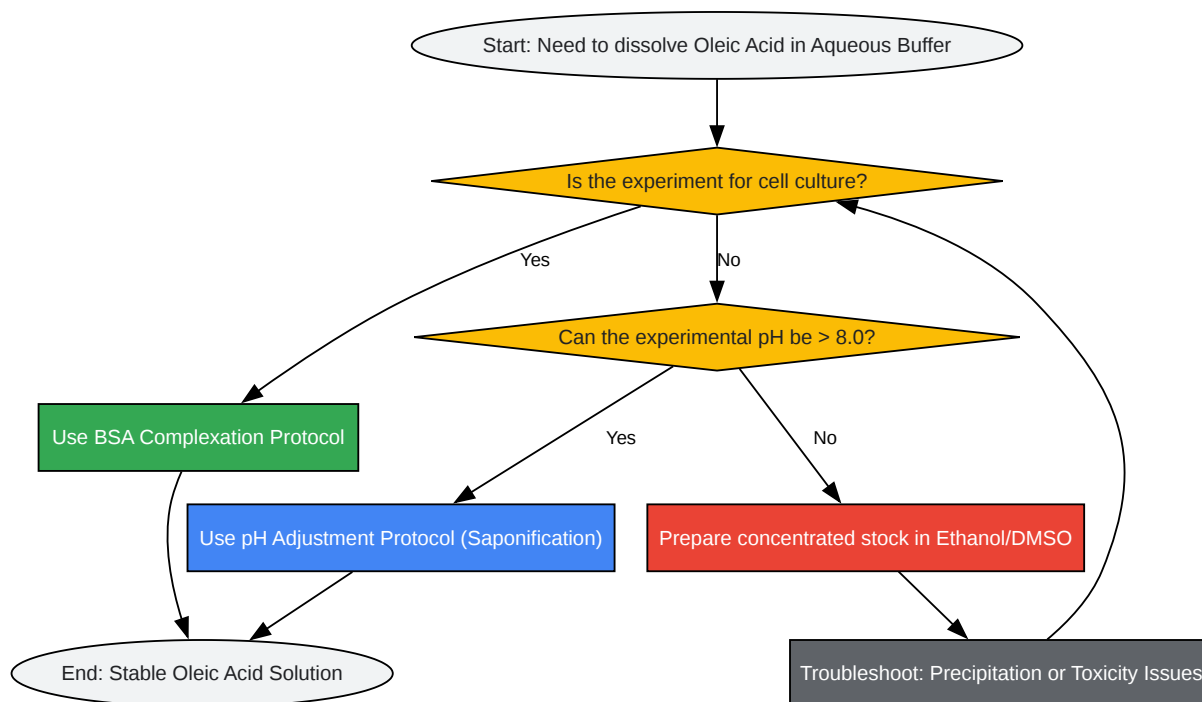 Start: Need to dissolve Oleic Acid in Aqueous Buffer
Is the experiment for cell culture?
Yes
No
Can the experimental pH be > 8.0?
Use BSA Complexation Protocol
Yes
No
Use pH Adjustment Protocol (Saponification)
Prepare concentrated stock in Ethanol/DMSO
End: Stable Oleic Acid Solution
Troubleshoot: Precipitation or Toxicity Issues